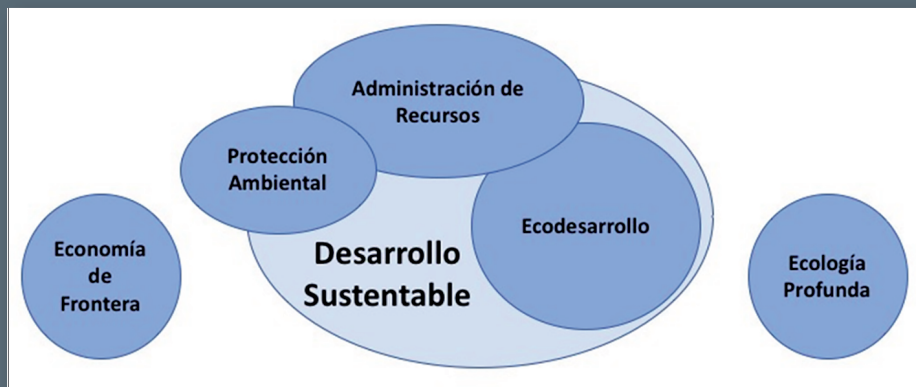 Administración de
Recursos
Protección
Ambiental
Ecodesarrollo
Desarrollo
Sustentable
Economía
de
Frontera
Ecología
Profunda